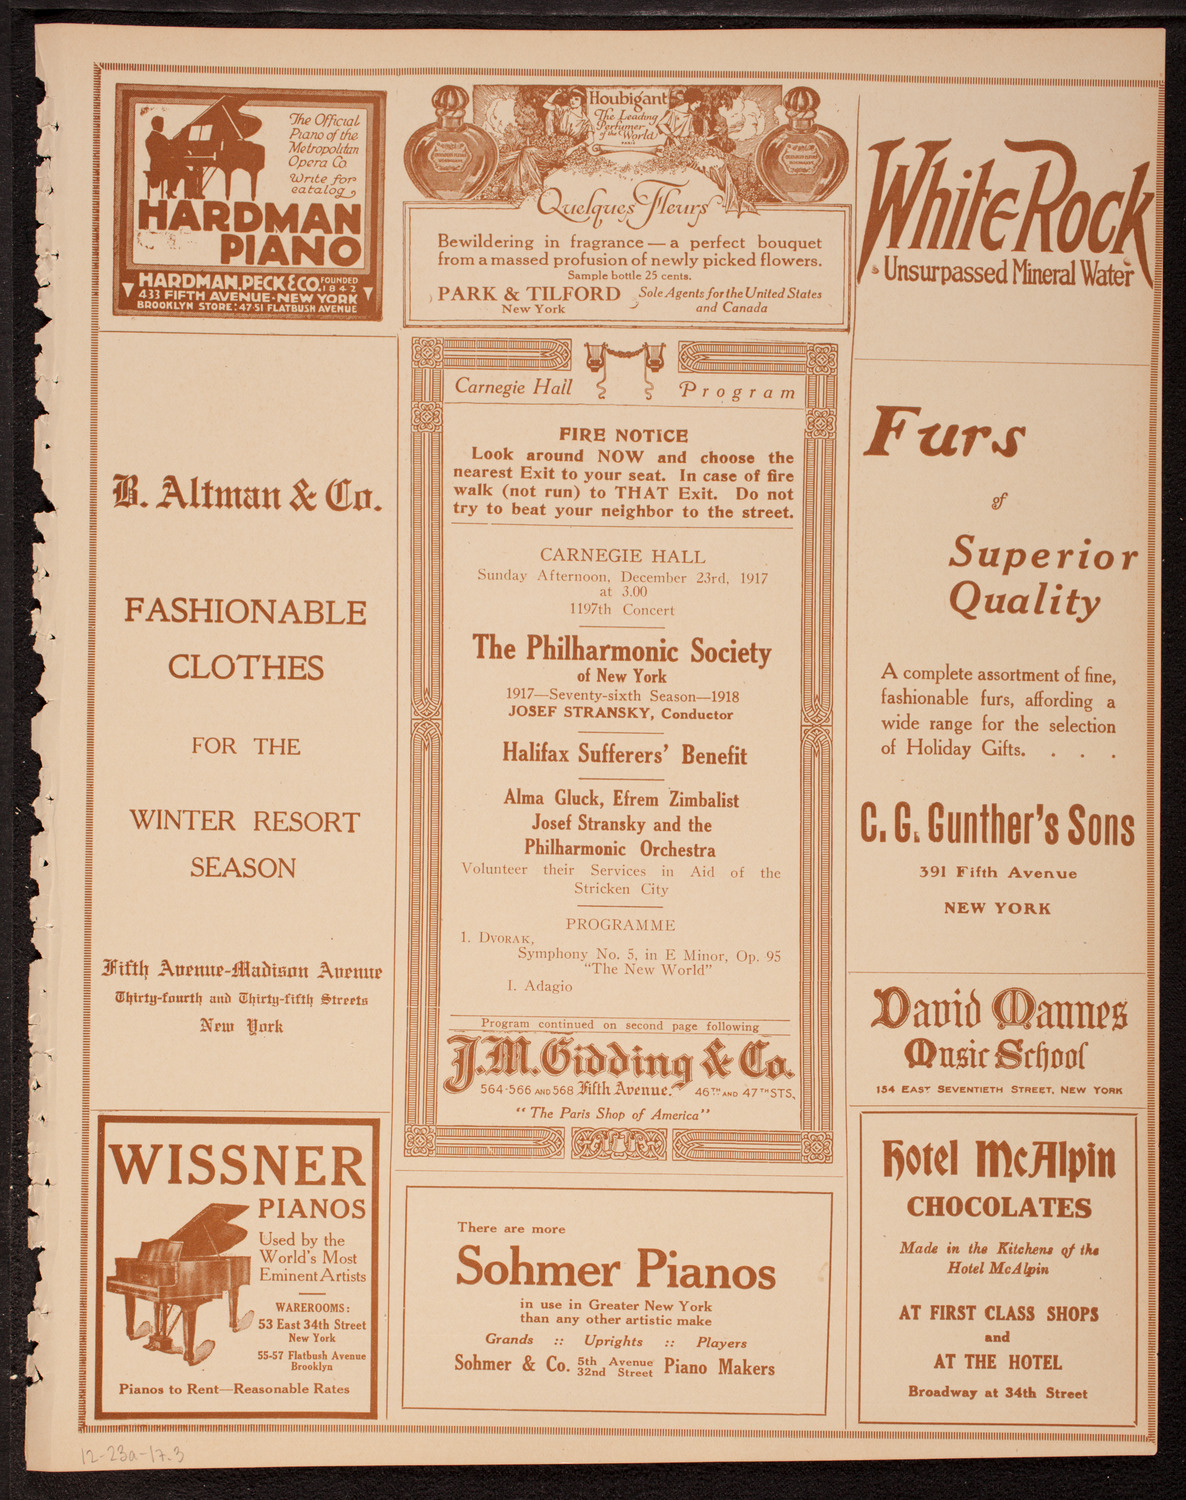 The Official
Piano of the
Metropolitan
Opera Co
Write for
catalog
HARDMAN
PIANO
HARDMAN, PECK & CO. FOUNDED 1842
433 FIFTH AVENUE · NEW YORK
BROOKLYN STORE: 47-51 FLATBUSH AVENUE
Houbigant
The Leading
Perfumer
of the World
PARIS
Quelques Fleurs
Bewildering in fragrance — a perfect bouquet
from a massed profusion of newly picked flowers.
Sample bottle 25 cents.
PARK & TILFORD
New York
Sole Agents for the United States
and Canada
White Rock
Unsurpassed Mineral Water
B. Altman & Co.
FASHIONABLE
CLOTHES
FOR THE
WINTER RESORT
SEASON
Fifth Avenue-Madison Avenue
Thirty-fourth and Thirty-fifth Streets
New York
WISSNER
PIANOS
Used by the
World's Most
Eminent Artists
WAREROOMS:
53 East 34th Street
New York
55-57 Flatbush Avenue
Brooklyn
Pianos to Rent—Reasonable Rates
Carnegie Hall Program
FIRE NOTICE
Look around NOW and choose the
nearest Exit to your seat. In case of fire
walk (not run) to THAT Exit. Do not
try to beat your neighbor to the street.
CARNEGIE HALL
Sunday Afternoon, December 23rd, 1917
at 3.00
1197th Concert
The Philharmonic Society
of New York
1917—Seventy-sixth Season—1918
JOSEF STRANSKY, Conductor
Halifax Sufferers' Benefit
Alma Gluck, Efrem Zimbalist
Josef Stransky and the
Philharmonic Orchestra
Volunteer their Services in Aid of the
Stricken City
PROGRAMME
1. DVORAK,
Symphony No. 5, in E Minor, Op. 95
"The New World"
I. Adagio
Program continued on second page following
J. M. Gidding & Co.
564-566 AND 568 Fifth Avenue. 46TH AND 47TH STS.
"The Paris Shop of America"
There are more
Sohmer Pianos
in use in Greater New York
than any other artistic make
Grands :: Uprights :: Players
Sohmer & Co. 5th Avenue 32nd Street Piano Makers
Furs
of
Superior
Quality
A complete assortment of fine,
fashionable furs, affording a
wide range for the selection
of Holiday Gifts. . . .
C. G. Gunther's Sons
391 Fifth Avenue
NEW YORK
David Mannes
Music School
154 EAST SEVENTIETH STREET, NEW YORK
Hotel McAlpin
CHOCOLATES
Made in the Kitchens of the
Hotel McAlpin
AT FIRST CLASS SHOPS
and
AT THE HOTEL
Broadway at 34th Street
12-23a-17.3